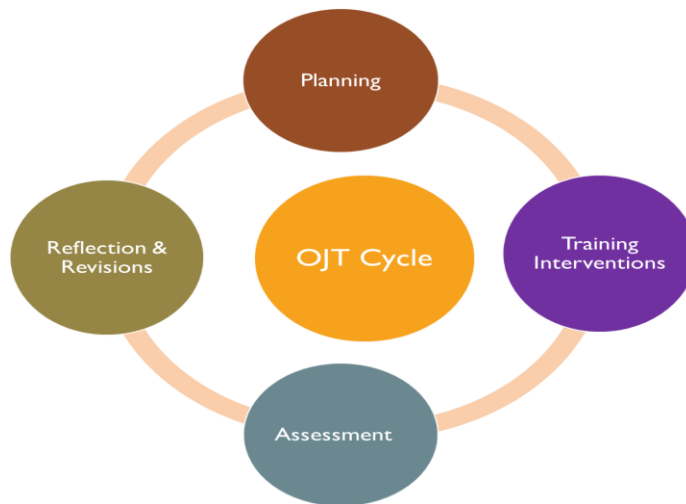 Planning
Training
Interventions
OJT Cycle
Reflection &
Revisions
Assessment